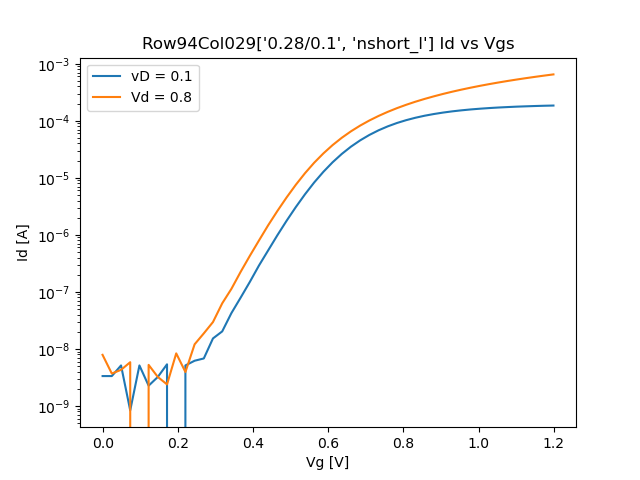 Row94Col029['0.28/0.1', 'nshort_l'] Id vs Vgs
vD = 0.1
Vd = 0.8
Id [A]
10⁻³
10⁻⁴
10⁻⁵
10⁻⁶
10⁻⁷
10⁻⁸
10⁻⁹
0.0 0.2 0.4 0.6 0.8 1.0 1.2
Vg [V]